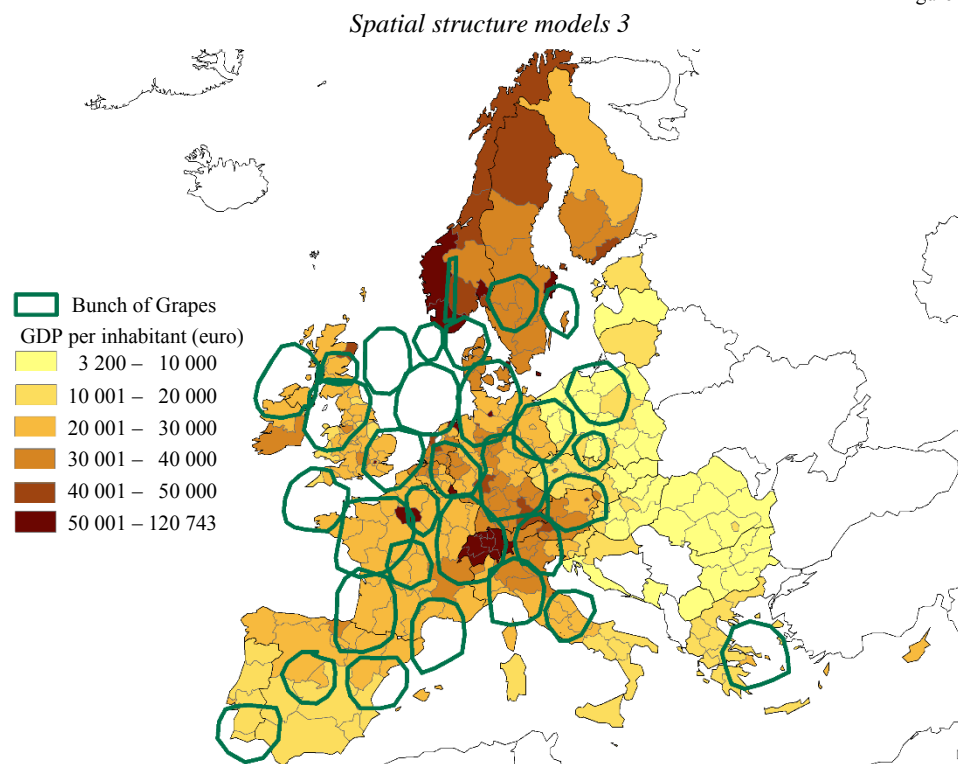 Spatial structure models 3
Bunch of Grapes
GDP per inhabitant (euro)
3 200 – 10 000
10 001 – 20 000
20 001 – 30 000
30 001 – 40 000
40 001 – 50 000
50 001 – 120 743